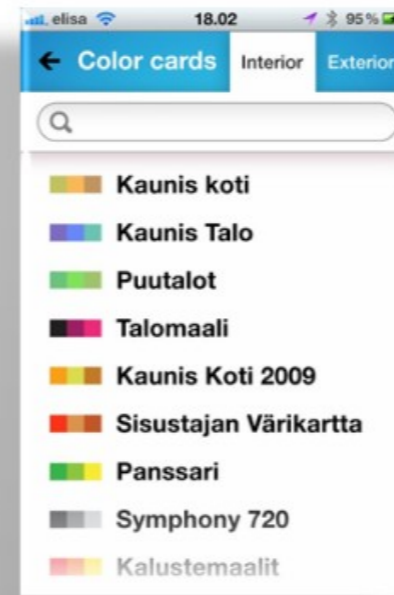 elisa 18.02 95%
Color cards Interior Exterior
Kaunis koti
Kaunis Talo
Puutalot
Talomaali
Kaunis Koti 2009
Sisustajan Värikartta
Panssari
Symphony 720
Kalustemaalit